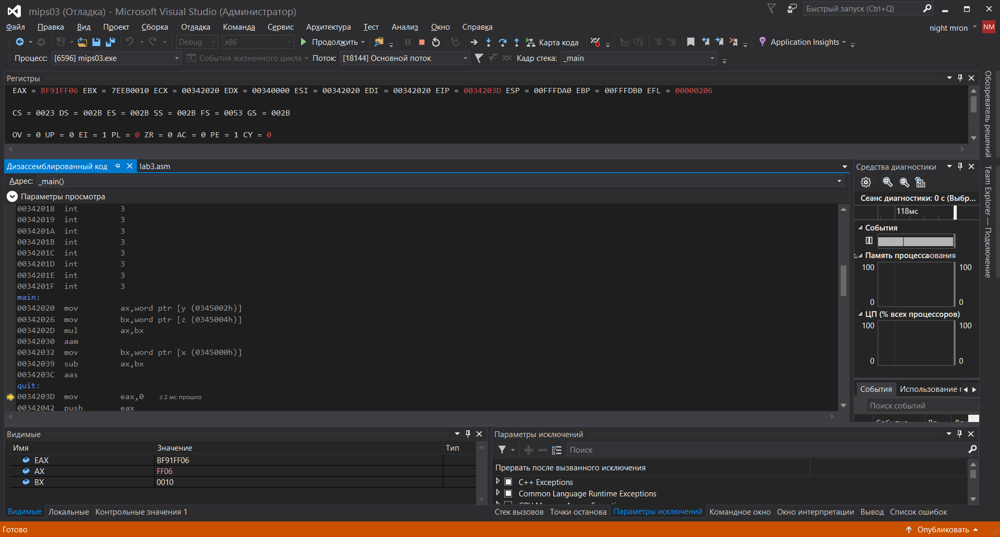 mips03 (Отладка) - Microsoft Visual Studio (Администратор)
Быстрый запуск (Ctrl+Q)
Файл Правка Вид Проект Сборка Отладка Команда Сервис Архитектура Тест Анализ Окно Справка
night mron NM
Debug x86 Продолжить Карта кода Application Insights
Процесс: [6596] mips03.exe События жизненного цикла Поток: [18144] Основной поток Кадр стека: _main
Регистры
EAX = BF91FF06 EBX = 7EEB0010 ECX = 00342020 EDX = 00340000 ESI = 00342020 EDI = 00342020 EIP = 0034203D ESP = 00FFFDA0 EBP = 00FFFDB0 EFL = 00000206
CS = 0023 DS = 002B ES = 002B SS = 002B FS = 0053 GS = 002B
OV = 0 UP = 0 EI = 1 PL = 0 ZR = 0 AC = 0 PE = 1 CY = 0
Дизассемблированный код lab3.asm
Адрес: _main()
Параметры просмотра
00342018 int 3
00342019 int 3
0034201A int 3
0034201B int 3
0034201C int 3
0034201D int 3
0034201E int 3
0034201F int 3
main:
00342020 mov ax,word ptr [y (0345002h)]
00342026 mov bx,word ptr [z (0345004h)]
0034202D mul ax,bx
00342030 aam
00342032 mov bx,word ptr [x (0345000h)]
00342039 sub ax,bx
0034203C aas
quit:
0034203D mov eax,0 ≤ 2 мс прошло
00342042 push eax
Средства диагностики
Сеанс диагностики: 0 с (Выбр...
118мс
События
Память процесса ования
100 100
0 0
ЦП (% всех процессоров)
100 100
0 0
События Использование
Поиск событий
Обозреватель решений
Team Explorer — Подключение
Видимые
Имя Значение Тип
EAX BF91FF06
AX FF06
BX 0010
Видимые Локальные Контрольные значения 1
Параметры исключений
Поиск
Прервать после вызванного исключения
C++ Exceptions
Common Language Runtime Exceptions
Стек вызовов Точки останова Параметры исключений Командное окно Окно интерпретации Вывод Список ошибок
Готово
Опубликовать